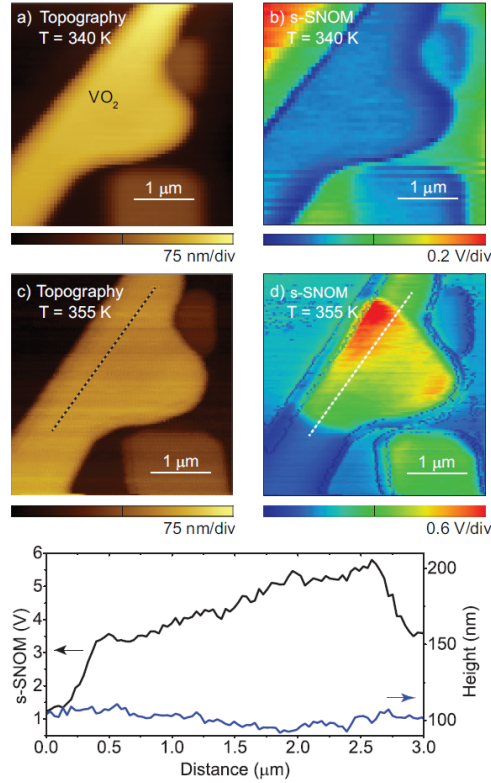 a) Topography
T = 340 K
VO₂
1 μm
75 nm/div
b) s-SNOM
T = 340 K
1 μm
0.2 V/div
c) Topography
T = 355 K
1 μm
75 nm/div
d) s-SNOM
T = 355 K
1 μm
0.6 V/div
6
5
4
3
2
1
s-SNOM (V)
200
150
100
Height (nm)
0.0 0.5 1.0 1.5 2.0 2.5 3.0
Distance (μm)